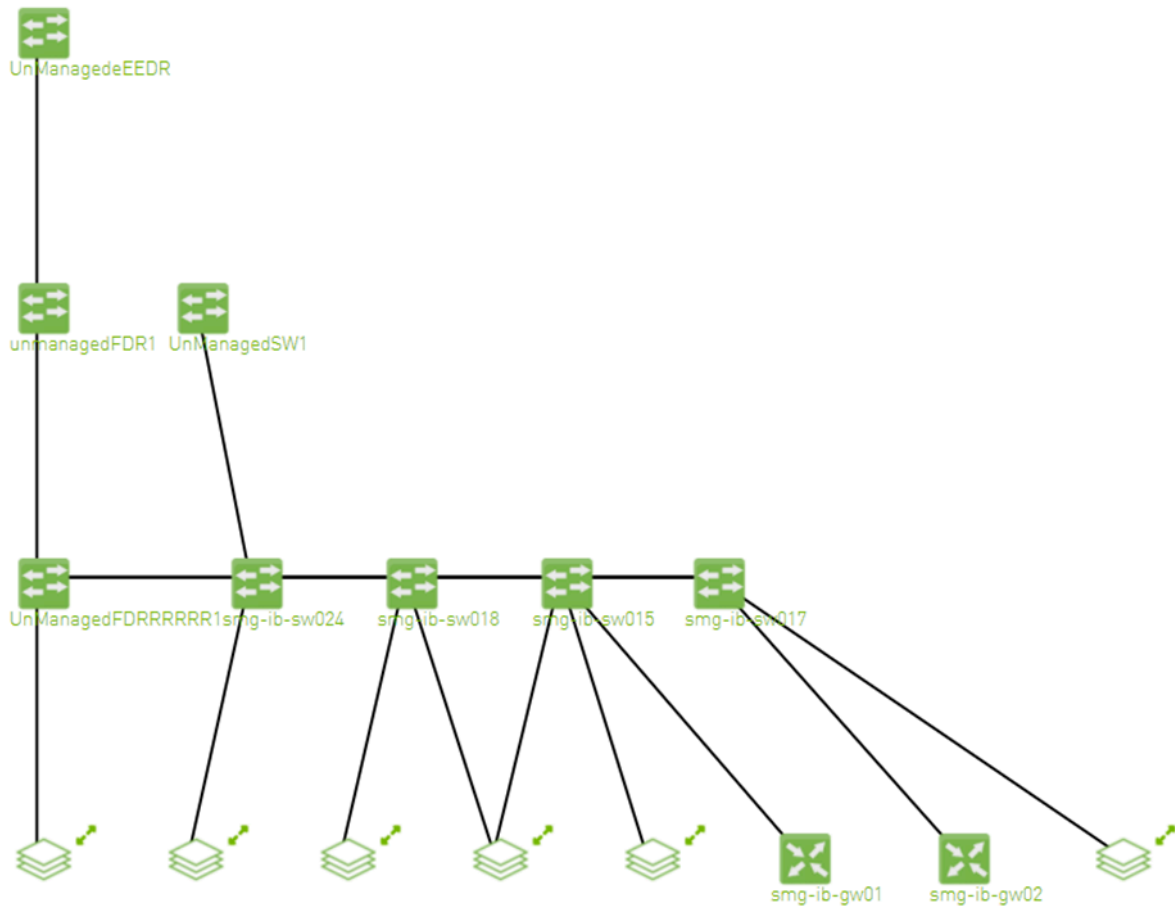 UnManagedeEEDR
unmanagedFDR1
UnManagedSW1
UnManagedFDRRRRRR1
smg-ib-sw024
smg-ib-sw018
smg-ib-sw015
smg-ib-sw017
smg-ib-gw01
smg-ib-gw02